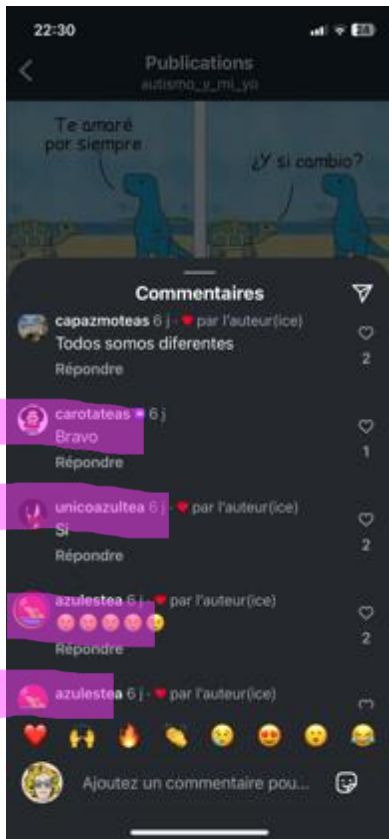 22:30
Publications
autismo_y_mi_yo
Te amaré
por siempre
¿Y si cambio?
Commentaires
capazmoteas 6 j · ❤️ par l'auteur(ice)
Todos somos diferentes
Répondre
2
carotateas 6 j
Bravo
Répondre
1
unicoazultea 6 j · ❤️ par l'auteur(ice)
Si
Répondre
2
azulestea 6 j · ❤️ par l'auteur(ice)
Répondre
2
azulestea 6 j · ❤️ par l'auteur(ice)
Ajoutez un commentaire pou...